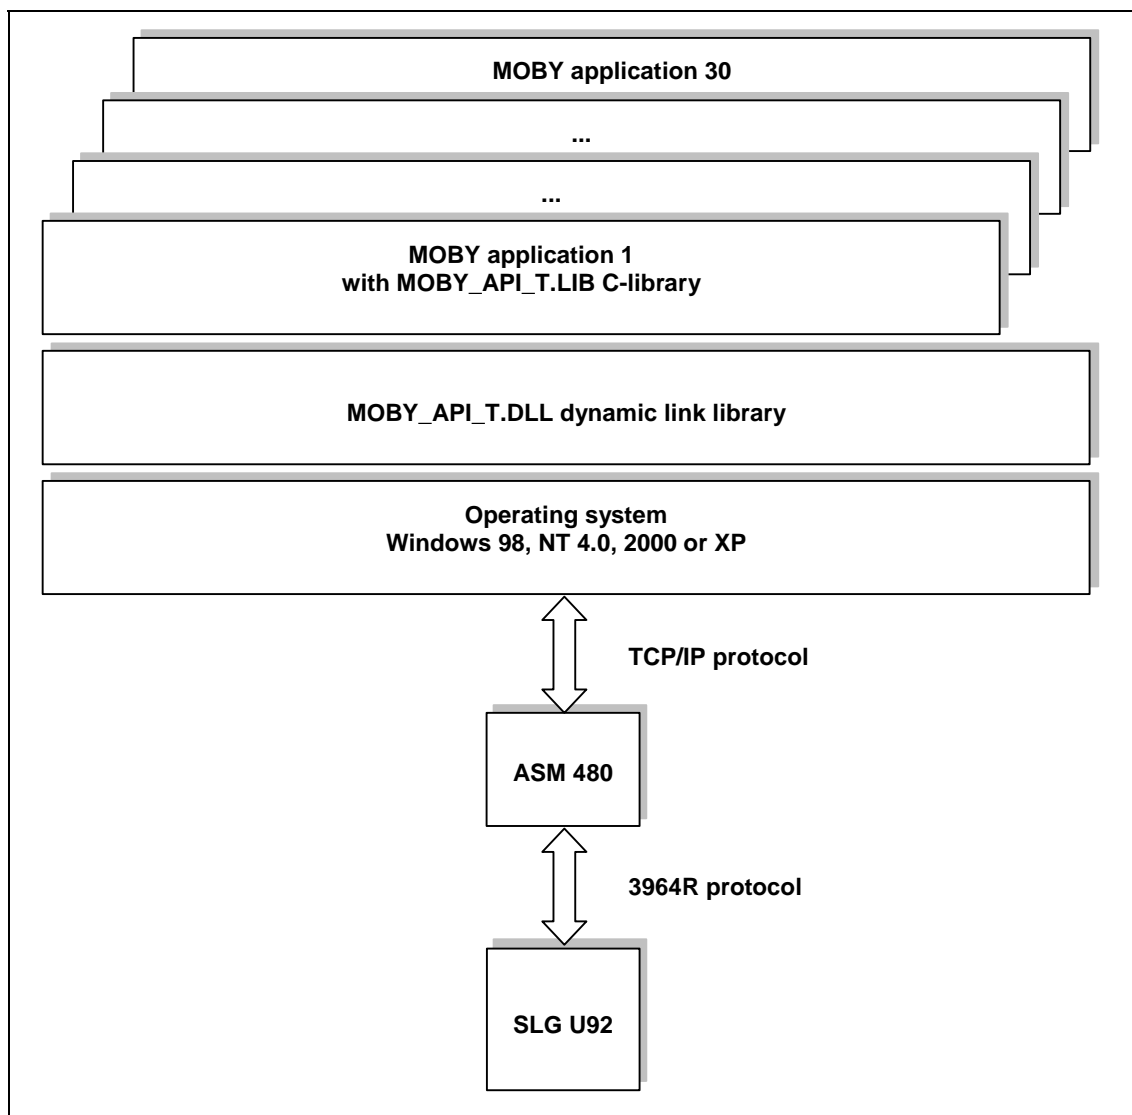 MOBY application 30
...
...
MOBY application 1
with MOBY_API_T.LIB C-library
MOBY_API_T.DLL dynamic link library
Operating system
Windows 98, NT 4.0, 2000 or XP
TCP/IP protocol
ASM 480
3964R protocol
SLG U92